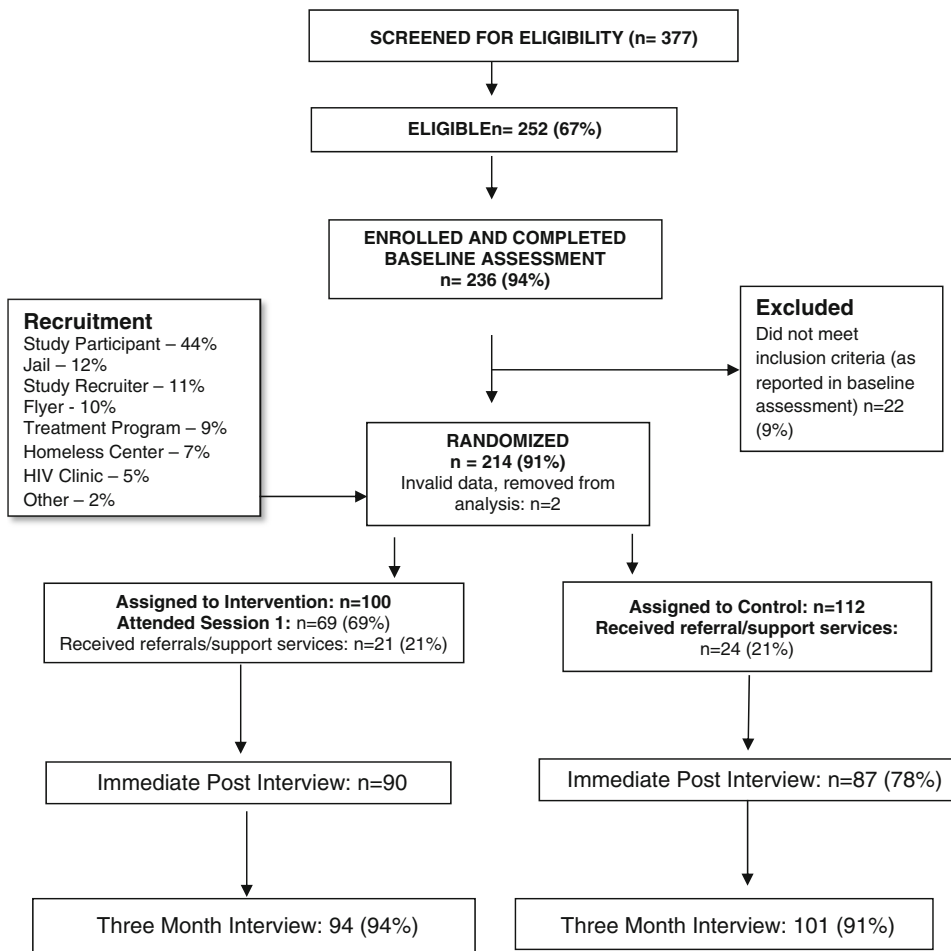 SCREENED FOR ELIGIBILITY (n= 377)
ELIGIBLEn= 252 (67%)
ENROLLED AND COMPLETED
BASELINE ASSESSMENT
n= 236 (94%)
Recruitment
Study Participant – 44%
Jail – 12%
Study Recruiter – 11%
Flyer - 10%
Treatment Program – 9%
Homeless Center – 7%
HIV Clinic – 5%
Other – 2%
Excluded
Did not meet
inclusion criteria (as
reported in baseline
assessment) n=22
(9%)
RANDOMIZED
n = 214 (91%)
Invalid data, removed from
analysis: n=2
Assigned to Intervention: n=100
Attended Session 1: n=69 (69%)
Received referrals/support services: n=21 (21%)
Assigned to Control: n=112
Received referral/support services:
n=24 (21%)
Immediate Post Interview: n=90
Immediate Post Interview: n=87 (78%)
Three Month Interview: 94 (94%)
Three Month Interview: 101 (91%)